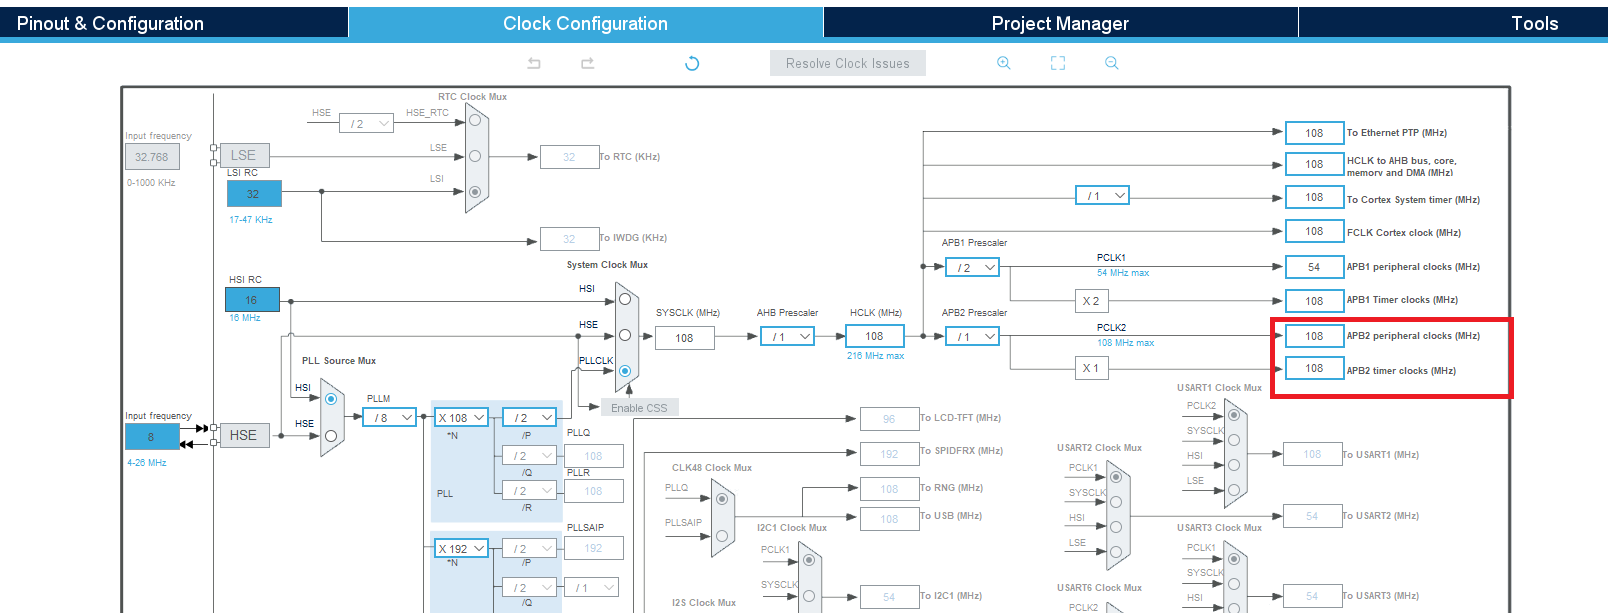 Pinout & Configuration
Clock Configuration
Project Manager
Tools
Resolve Clock Issues
RTC Clock Mux
HSE
/ 2
HSE_RTC
Input frequency
32.768
0-1000 KHz
LSE
LSE
32
To RTC (KHz)
LSI RC
32
17-47 KHz
LSI
32
To IWDG (KHz)
108
To Ethernet PTP (MHz)
108
HCLK to AHB bus, core,
memory and DMA (MHz)
/ 1
108
To Cortex System timer (MHz)
108
FCLK Cortex clock (MHz)
APB1 Prescaler
/ 2
PCLK1
54 MHz max
54
APB1 peripheral clocks (MHz)
X 2
108
APB1 Timer clocks (MHz)
System Clock Mux
HSI RC
16
16 MHz
HSI
HSE
PLLCLK
SYSCLK (MHz)
108
AHB Prescaler
/ 1
HCLK (MHz)
108
216 MHz max
APB2 Prescaler
/ 1
PCLK2
108 MHz max
108
APB2 peripheral clocks (MHz)
X 1
108
APB2 timer clocks (MHz)
Enable CSS
PLL Source Mux
HSI
HSE
Input frequency
8
4-26 MHz
HSE
PLLM
/ 8
X 108
*N
/ 2
/P
PLLQ
/ 2
108
/Q
PLLR
/ 2
108
/R
PLL
PLLSAIP
X 192
*N
/ 2
192
/P
/ 2
/ 1
/Q
96
To LCD-TFT (MHz)
192
To SPIDFRX (MHz)
CLK48 Clock Mux
PLLQ
PLLSAIP
108
To RNG (MHz)
108
To USB (MHz)
I2C1 Clock Mux
PCLK1
SYSCLK
54
To I2C1 (MHz)
I2S Clock Mux
USART1 Clock Mux
PCLK2
SYSCLK
HSI
LSE
108
To USART1 (MHz)
USART2 Clock Mux
PCLK1
SYSCLK
HSI
LSE
54
To USART2 (MHz)
USART3 Clock Mux
PCLK1
SYSCLK
HSI
54
To USART3 (MHz)
USART6 Clock Mux
PCLK2